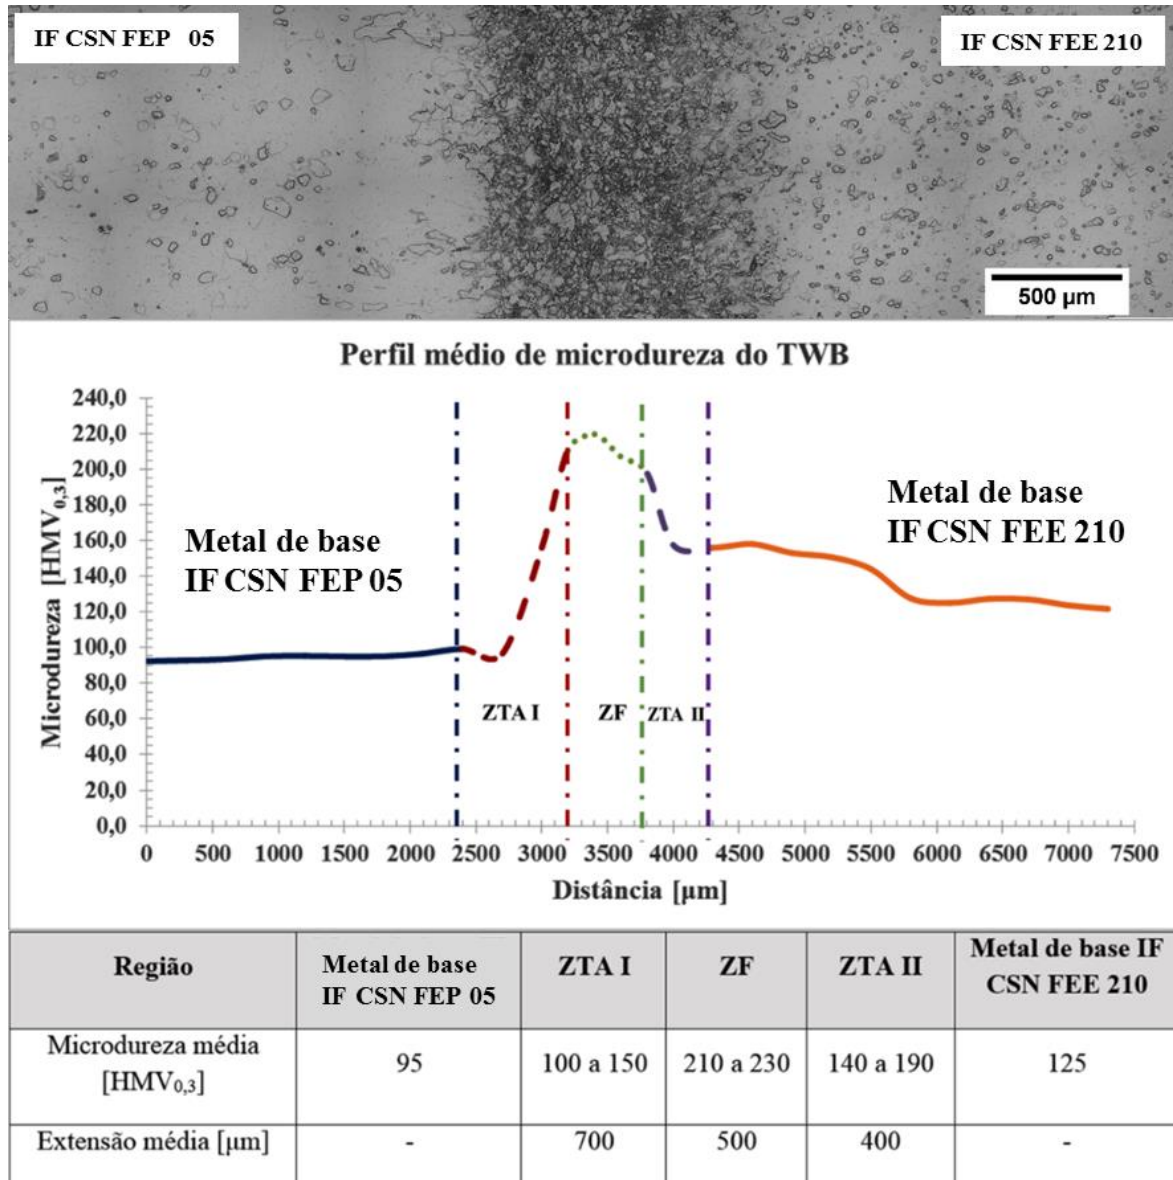 IF CSN FEP 05
IF CSN FEE 210
500 µm
Perfil médio de microdureza do TWB
Microdureza [HMV0,3]
240,0
220,0
200,0
180,0
160,0
140,0
120,0
100,0
80,0
60,0
40,0
20,0
0,0
Metal de base
IF CSN FEP 05
Metal de base
IF CSN FEE 210
ZTA I
ZF
ZTA II
0 500 1000 1500 2000 2500 3000 3500 4000 4500 5000 5500 6000 6500 7000 7500
Distância [µm]
Região Metal de base IF CSN FEP 05 ZTA I ZF ZTA II Metal de base IF CSN FEE 210
Microdureza média [HMV0,3] 95 100 a 150 210 a 230 140 a 190 125
Extensão média [µm] - 700 500 400 -